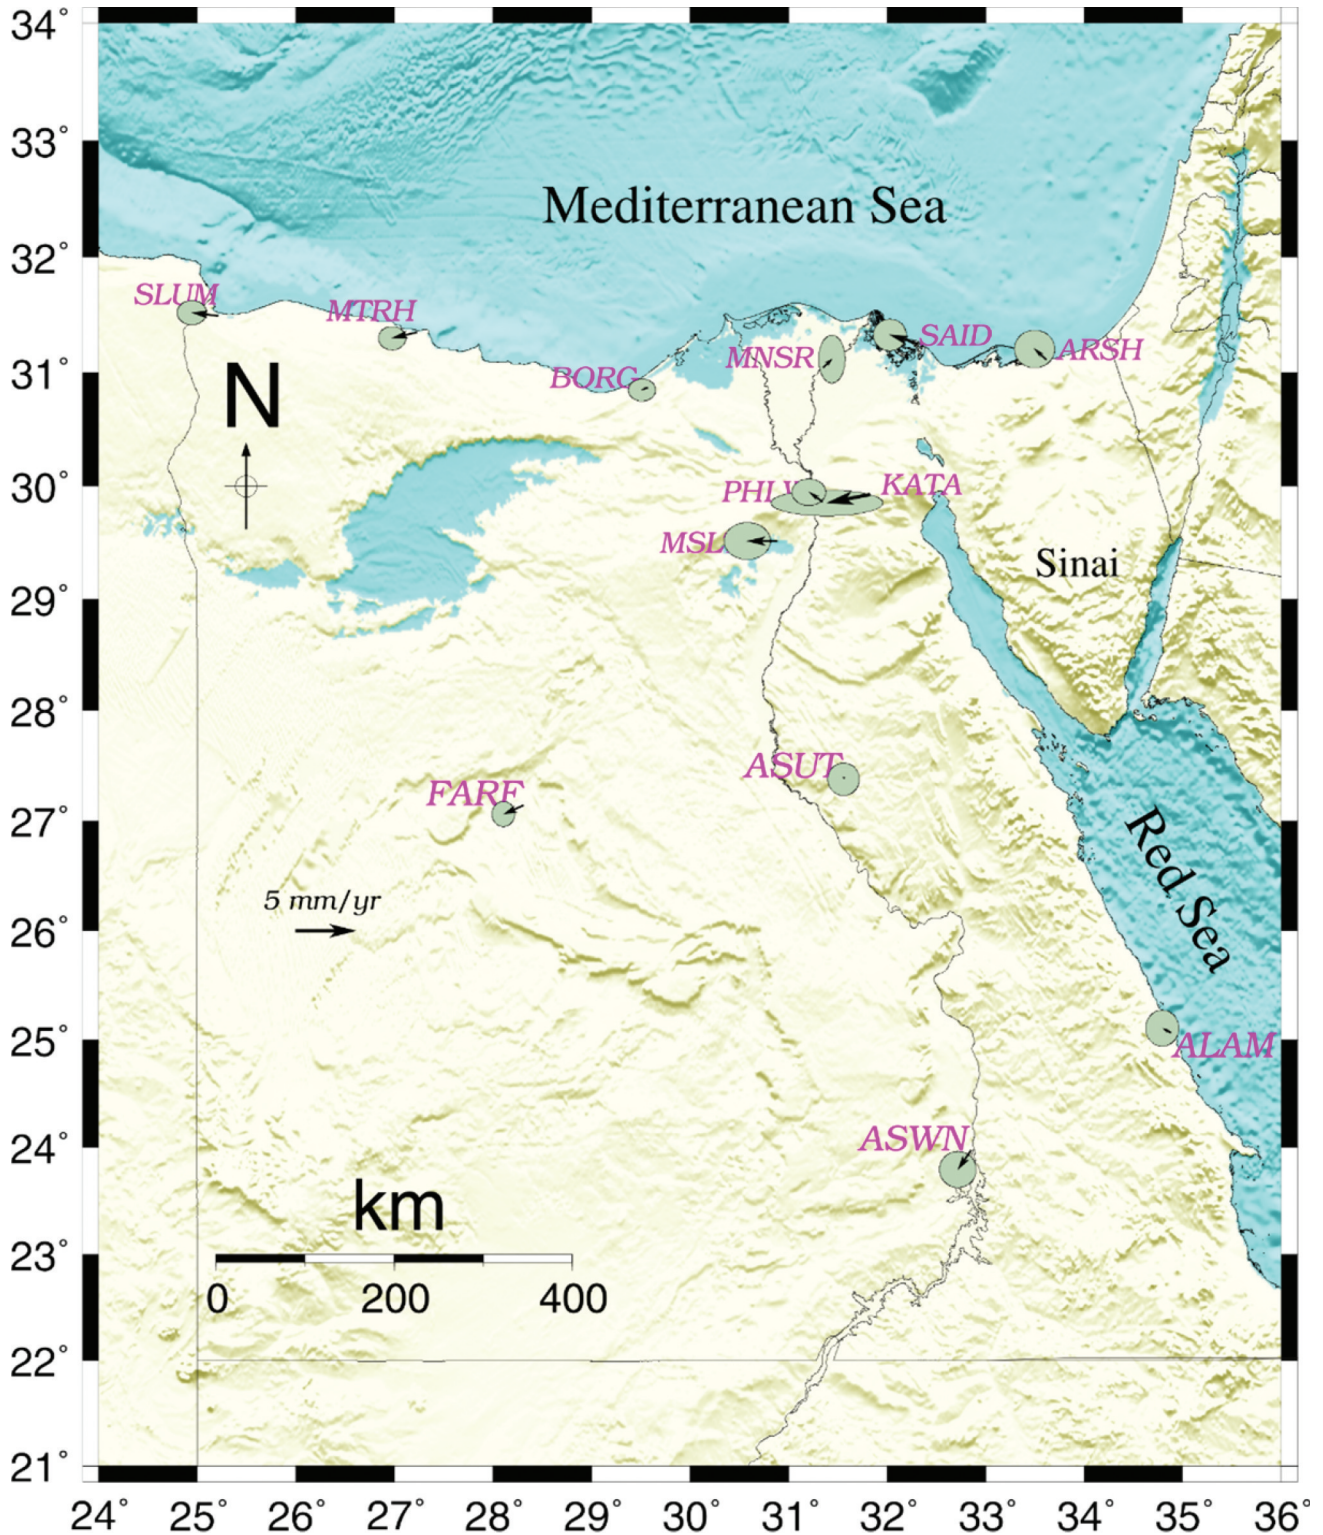 34°
33°
32°
31°
30°
29°
28°
27°
26°
25°
24°
23°
22°
21°
Mediterranean Sea
SLUM
MTRH
BORG
MNSR
SAID
ARSH
N
KATA
MSL
Sinai
ASUT
FARF
Red Sea
5 mm/yr
ALAM
ASWN
km
0 200 400
24° 25° 26° 27° 28° 29° 30° 31° 32° 33° 34° 35° 36°